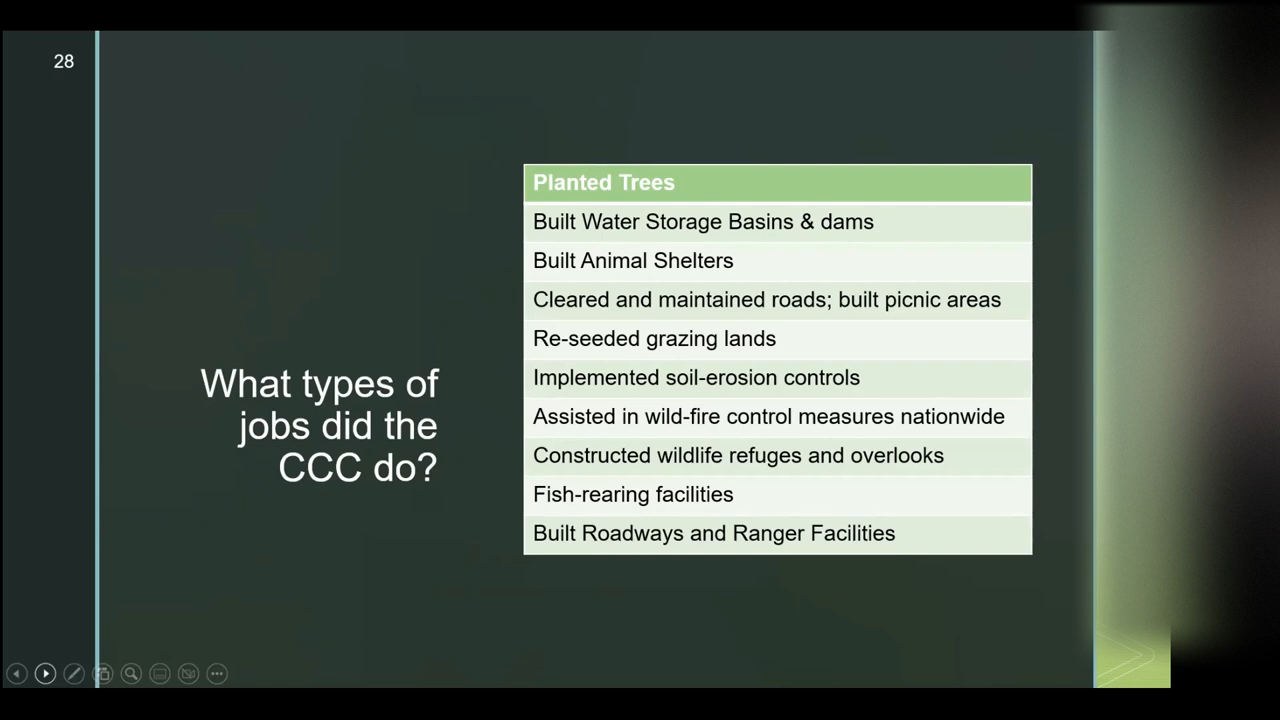 28
What types of
jobs did the
CCC do?
Planted Trees
Built Water Storage Basins & dams
Built Animal Shelters
Cleared and maintained roads; built picnic areas
Re-seeded grazing lands
Implemented soil-erosion controls
Assisted in wild-fire control measures nationwide
Constructed wildlife refuges and overlooks
Fish-rearing facilities
Built Roadways and Ranger Facilities